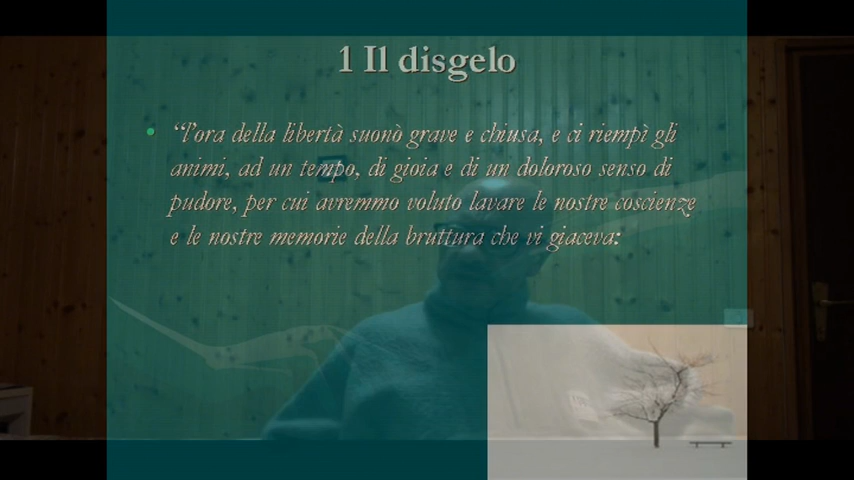 1 Il disgelo
• “l’ora della libertà suonò grave e chiusa, e ci riempì gli
animi, ad un tempo, di gioia e di un doloroso senso di
pudore, per cui avremmo voluto lavare le nostre coscienze
e le nostre memorie della bruttura che vi giaceva: